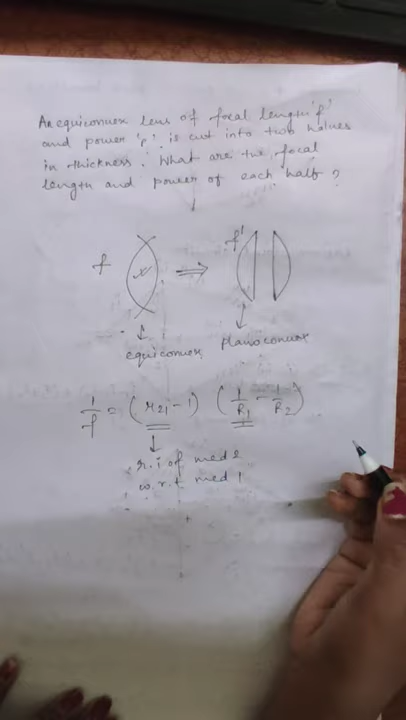 An equiconvex lens of focal length 'f'
and power 'P' is cut into two halves
in thickness. What are the focal
length and power of each half?
f ⇒ f'
equiconvex planoconvex
1/f = (n21 - 1) (1/R1 - 1/R2)
r.i of med 2
w.r.t med 1